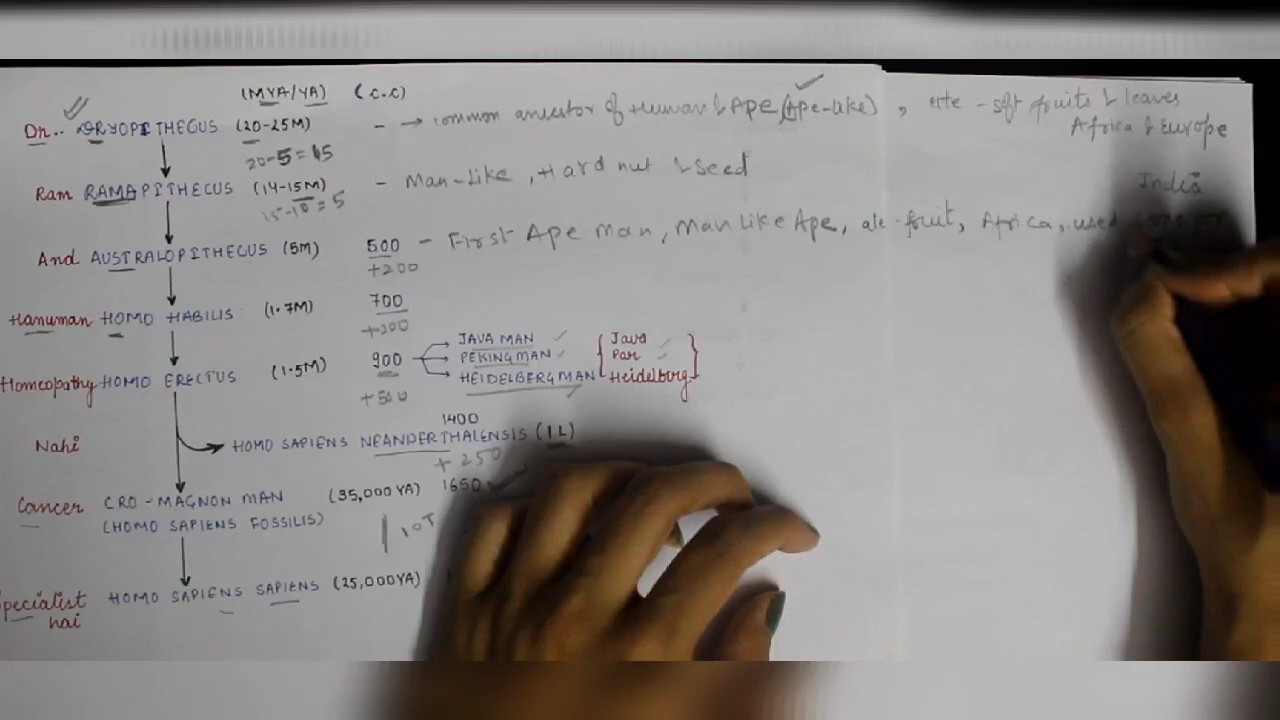 (MYA/YA) (C.C)
Dr.. DRYOPITHECUS (20-25M) - → common ancestor of Human & APE (Ape-like), ate - soft fruits & leaves
Africa & Europe
20-5=15
Ram RAMAPITHECUS (14-15M) - Man-like, Hard nut & seed
India
15-10=5
And AUSTRALOPITHECUS (5M) 500 - First Ape Man, Man like Ape, ate-fruit, Africa, used
+200
Hanuman HOMO HABILIS (1.7M) 700
+200
Homeopathy HOMO ERECTUS (1.5M) 900
JAVA MAN
PEKING MAN
HEIDELBERG MAN
Java
Par
Heidelburg
+500
1400
Nahi HOMO SAPIENS NEANDERTHALENSIS (1L)
+250
Cancer CRO-MAGNON MAN (35,000YA) 1650
(HOMO SAPIENS FOSSILIS)
10T
Specialist HOMO SAPIENS SAPIENS (25,000YA)
hai